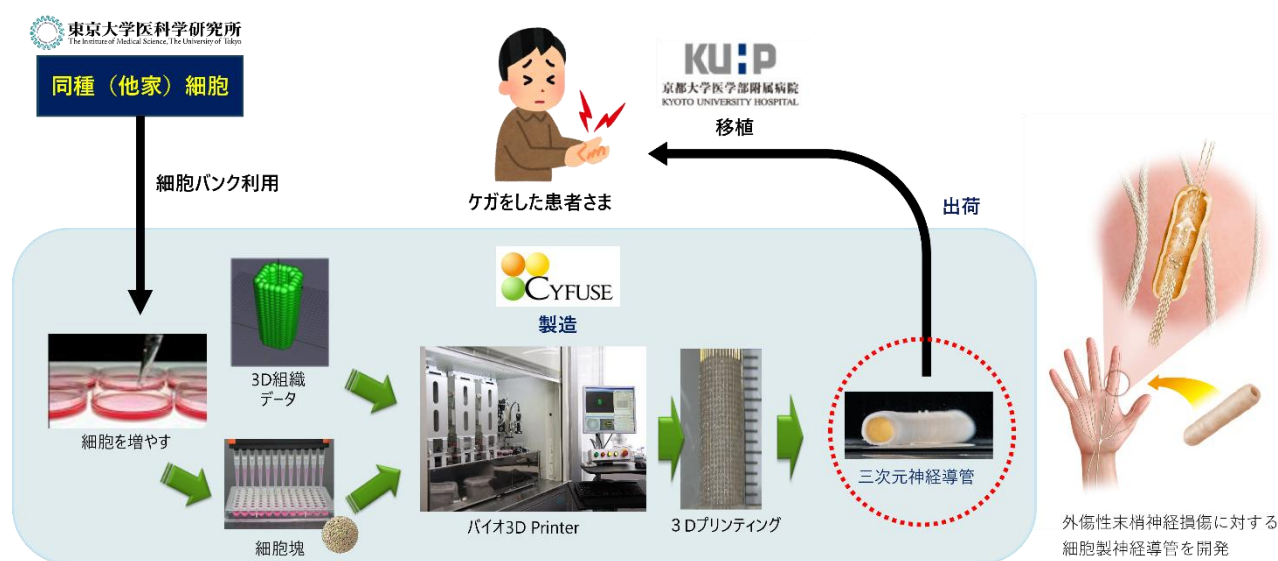 東京大学医科学研究所
The Institute of Medical Science, The University of Tokyo
同種（他家）細胞
細胞バンク利用
ケガをした患者さま
KUHP
京都大学医学部附属病院
KYOTO UNIVERSITY HOSPITAL
移植
出荷
CYFUSE
製造
3D組織
データ
細胞を増やす
細胞塊
バイオ3D Printer
3Dプリンティング
三次元神経導管
外傷性末梢神経損傷に対する
細胞製神経導管を開発